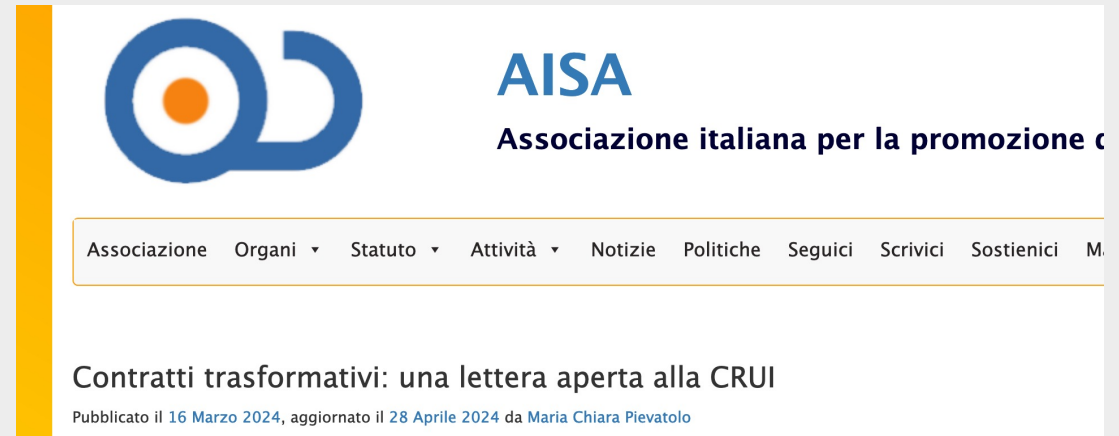 AISA
Associazione italiana per la promozione
Associazione Organi Statuto Attività Notizie Politiche Seguici Scrivici Sostienici
Contratti trasformativi: una lettera aperta alla CRUI
Pubblicato il 16 Marzo 2024, aggiornato il 28 Aprile 2024 da Maria Chiara Pievatolo